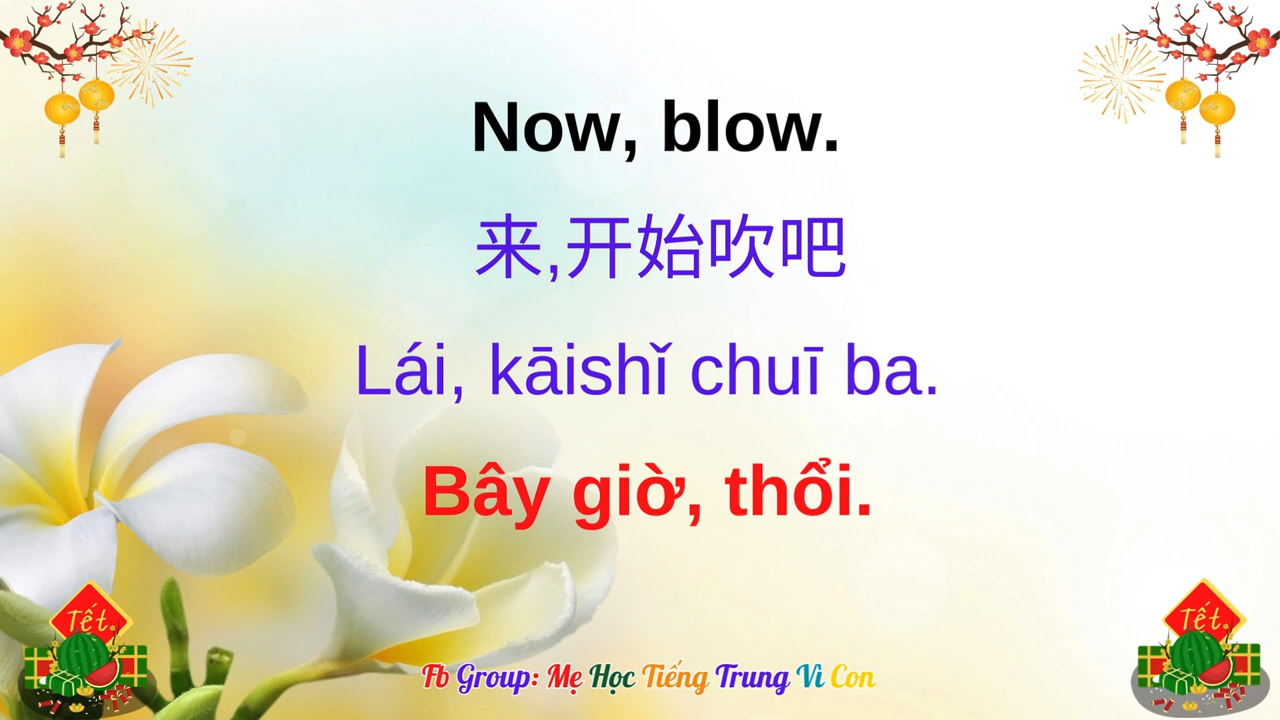 Now, blow.
来,开始吹吧
Lái, kāishǐ chuī ba.
Bây giờ, thổi.
Tết
Tết
Fb Group: Mẹ Học Tiếng Trung Vì Con